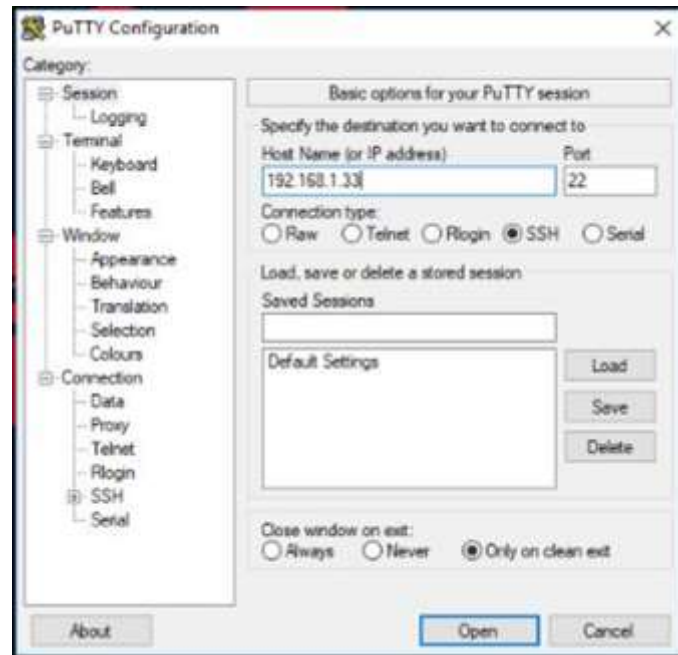 PuTTY Configuration
Category:
Session
Logging
Terminal
Keyboard
Bell
Features
Window
Appearance
Behaviour
Translation
Selection
Colours
Connection
Data
Proxy
Telnet
Rlogin
SSH
Serial
Basic options for your PuTTY session
Specify the destination you want to connect to
Host Name (or IP address) Port
192.168.1.33 22
Connection type:
Raw Telnet Rlogin SSH Serial
Load, save or delete a stored session
Saved Sessions
Default Settings
Load
Save
Delete
Close window on exit:
Always Never Only on clean exit
About Open Cancel